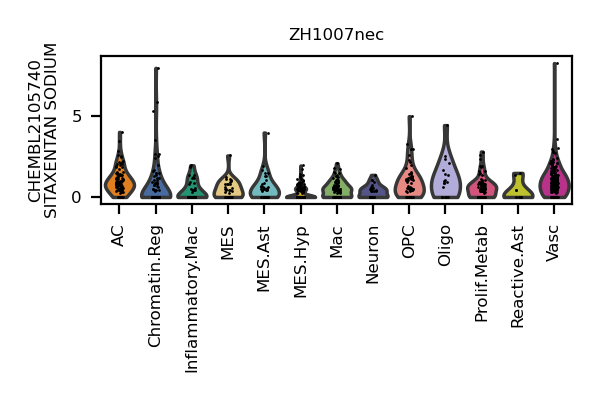 ZH1007nec
CHEMBL2105740
SITAXENTAN SODIUM
5
0
AC
Chromatin.Reg
Inflammatory.Mac
MES
MES.Ast
MES.Hyp
Mac
Neuron
OPC
Oligo
Prolif.Metab
Reactive.Ast
Vasc